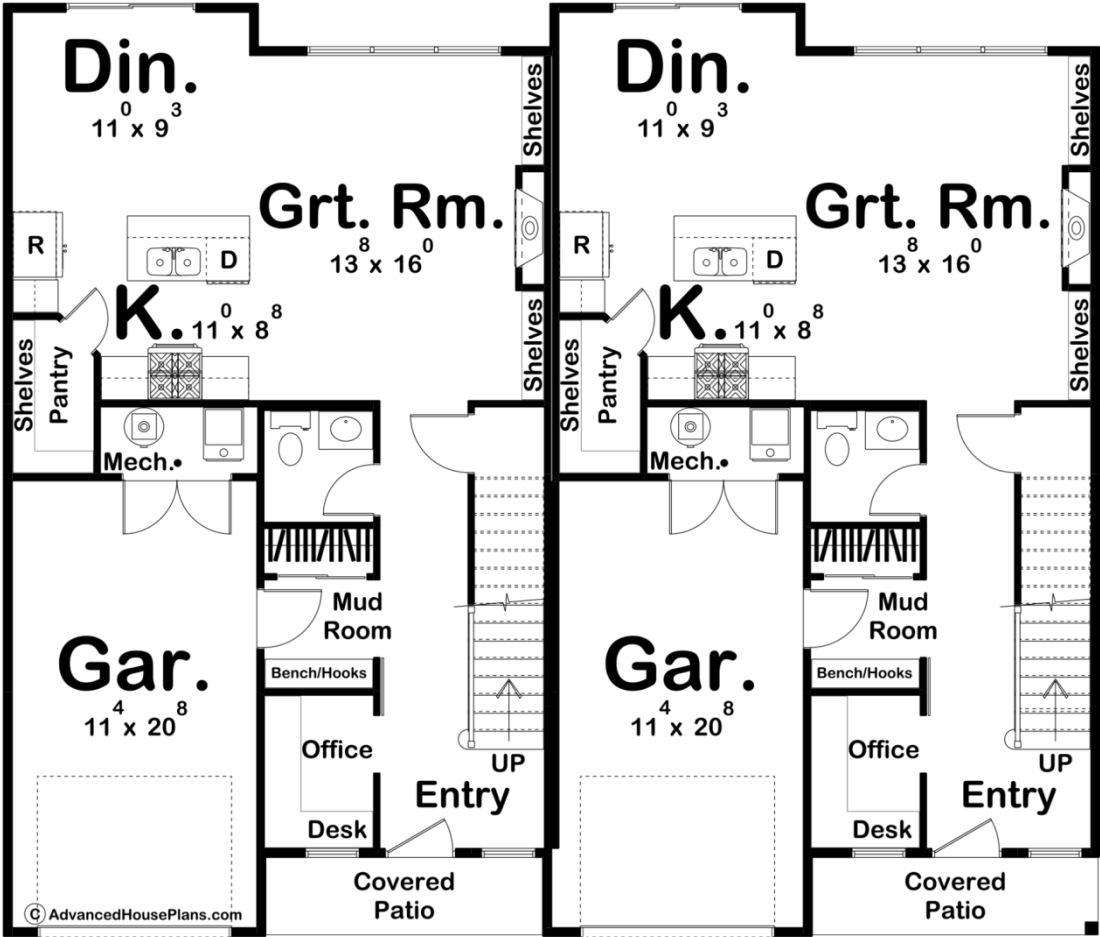 Din.
11⁰ x 9³
Shelves
Grt. Rm.
13⁸ x 16⁰
R
D
K.
11⁰ x 8⁸
Shelves
Shelves
Pantry
Mech.
Mud
Room
Bench/Hooks
Gar.
11⁴ x 20⁸
Office
Desk
UP
Entry
Covered
Patio
© AdvancedHousePlans.com
Din.
11⁰ x 9³
Shelves
Grt. Rm.
13⁸ x 16⁰
R
D
K.
11⁰ x 8⁸
Shelves
Shelves
Pantry
Mech.
Mud
Room
Bench/Hooks
Gar.
11⁴ x 20⁸
Office
Desk
UP
Entry
Covered
Patio